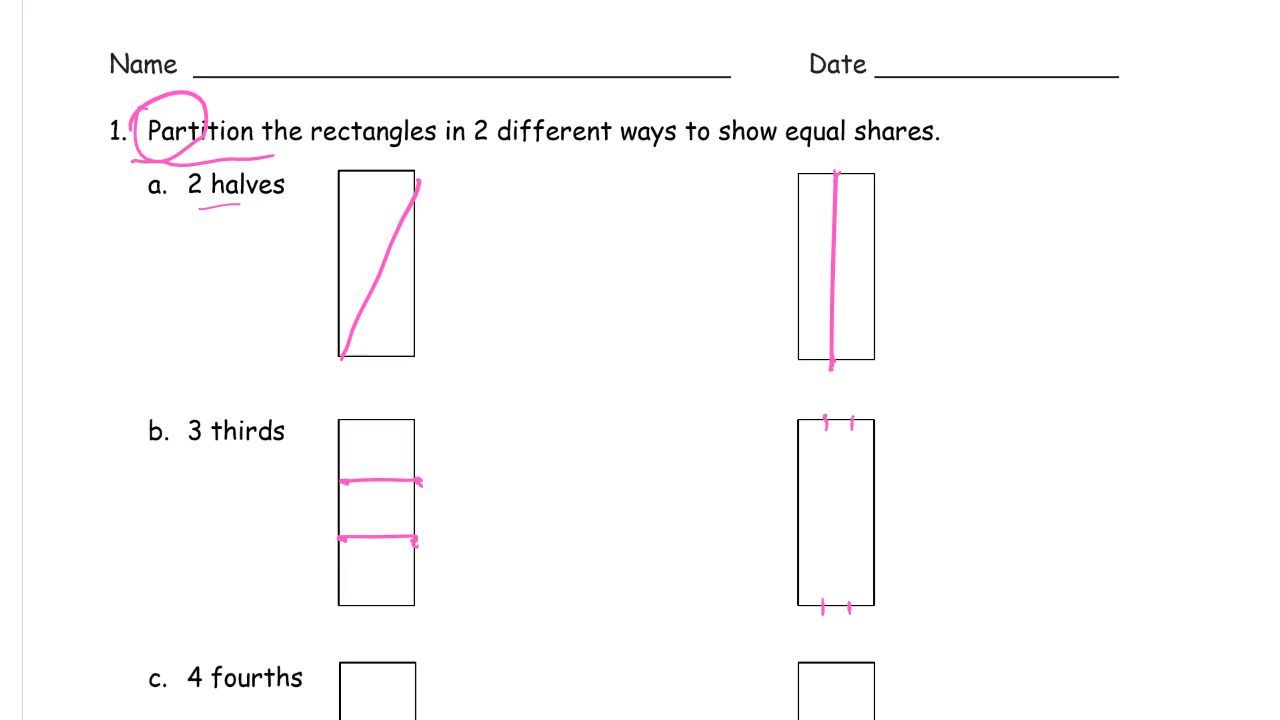 Name Date
1. Partition the rectangles in 2 different ways to show equal shares.
a. 2 halves
b. 3 thirds
c. 4 fourths